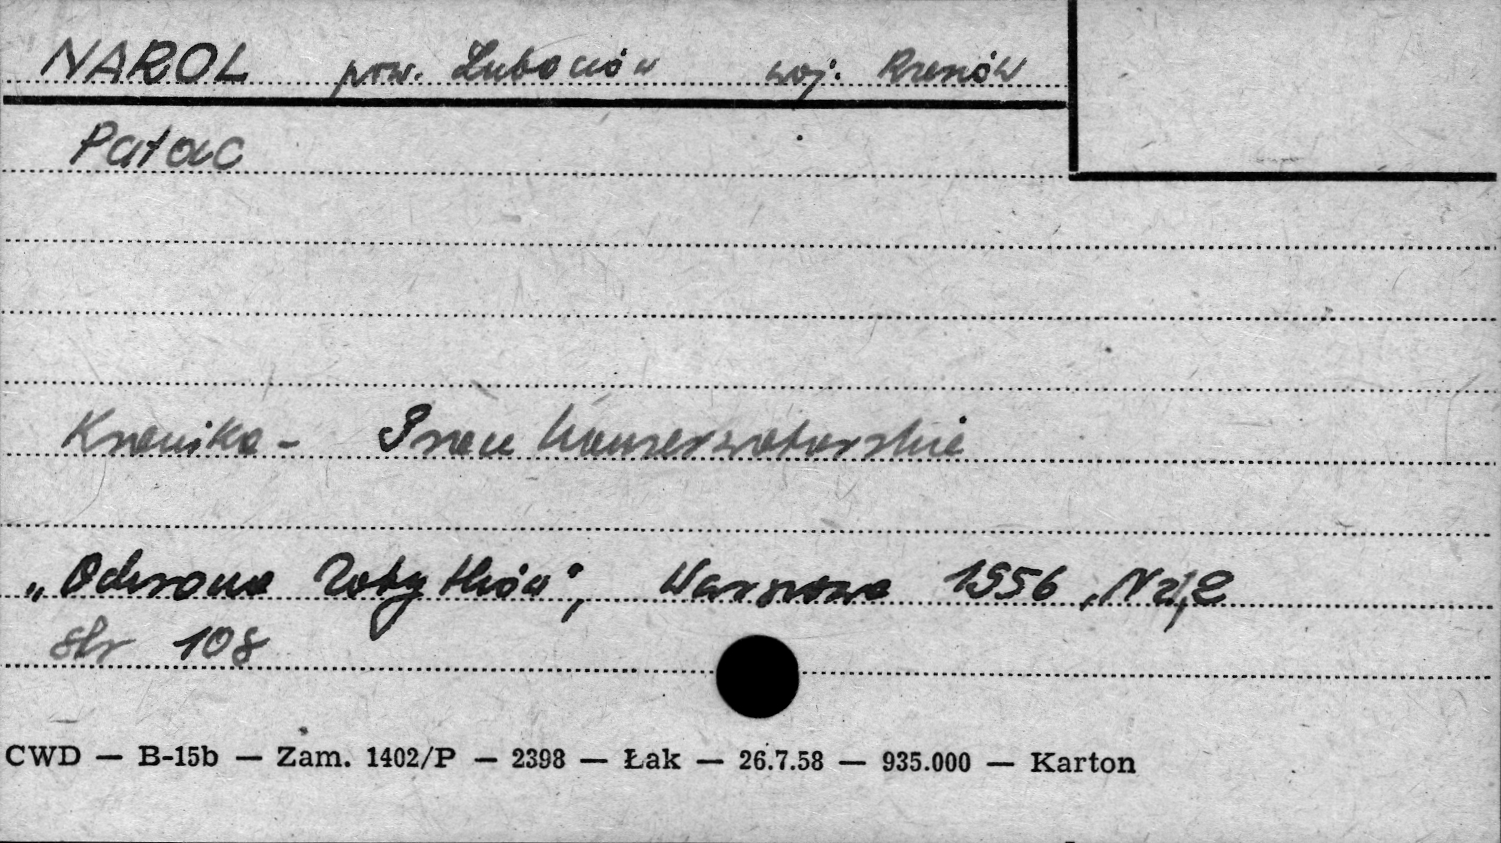 NAROL pow. Lubaczów woj. Rzeszów
Pałac
Kronika - Prace konserwatorskie
„Ochrona Zabytków", Warszawa 1956, Nr 1/2
str 108
CWD — B-15b — Zam. 1402/P — 2398 — Łak — 26.7.58 — 935.000 — Karton